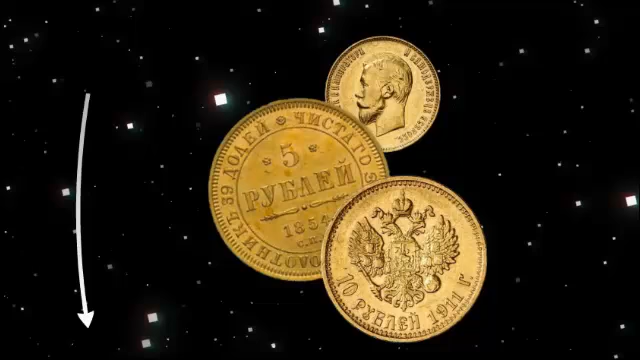 ЧИСТАГО
ЗОЛОТНИКЪ 39 ДОЛЕЙ
5
РУБЛЕЙ
1854
С.П.
10 РУБЛЕЙ 1911 Г.